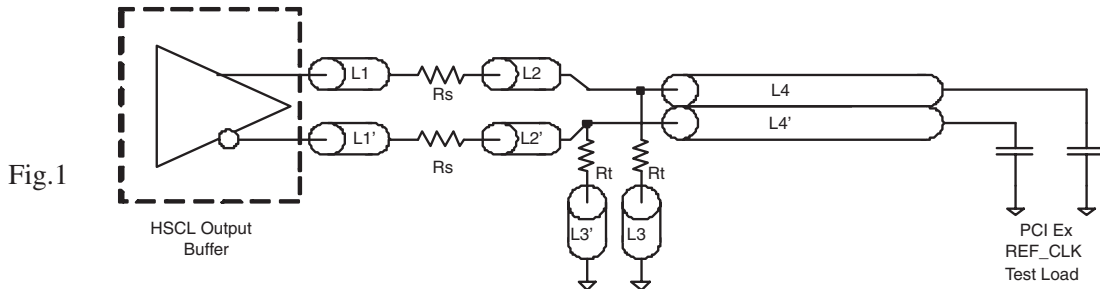 L1
Rs
L2
L4
L1'
Rs
L2'
L4'
Rt
Rt
L3'
L3
Fig.1
HSCL Output
Buffer
PCI Ex
REF_CLK
Test Load